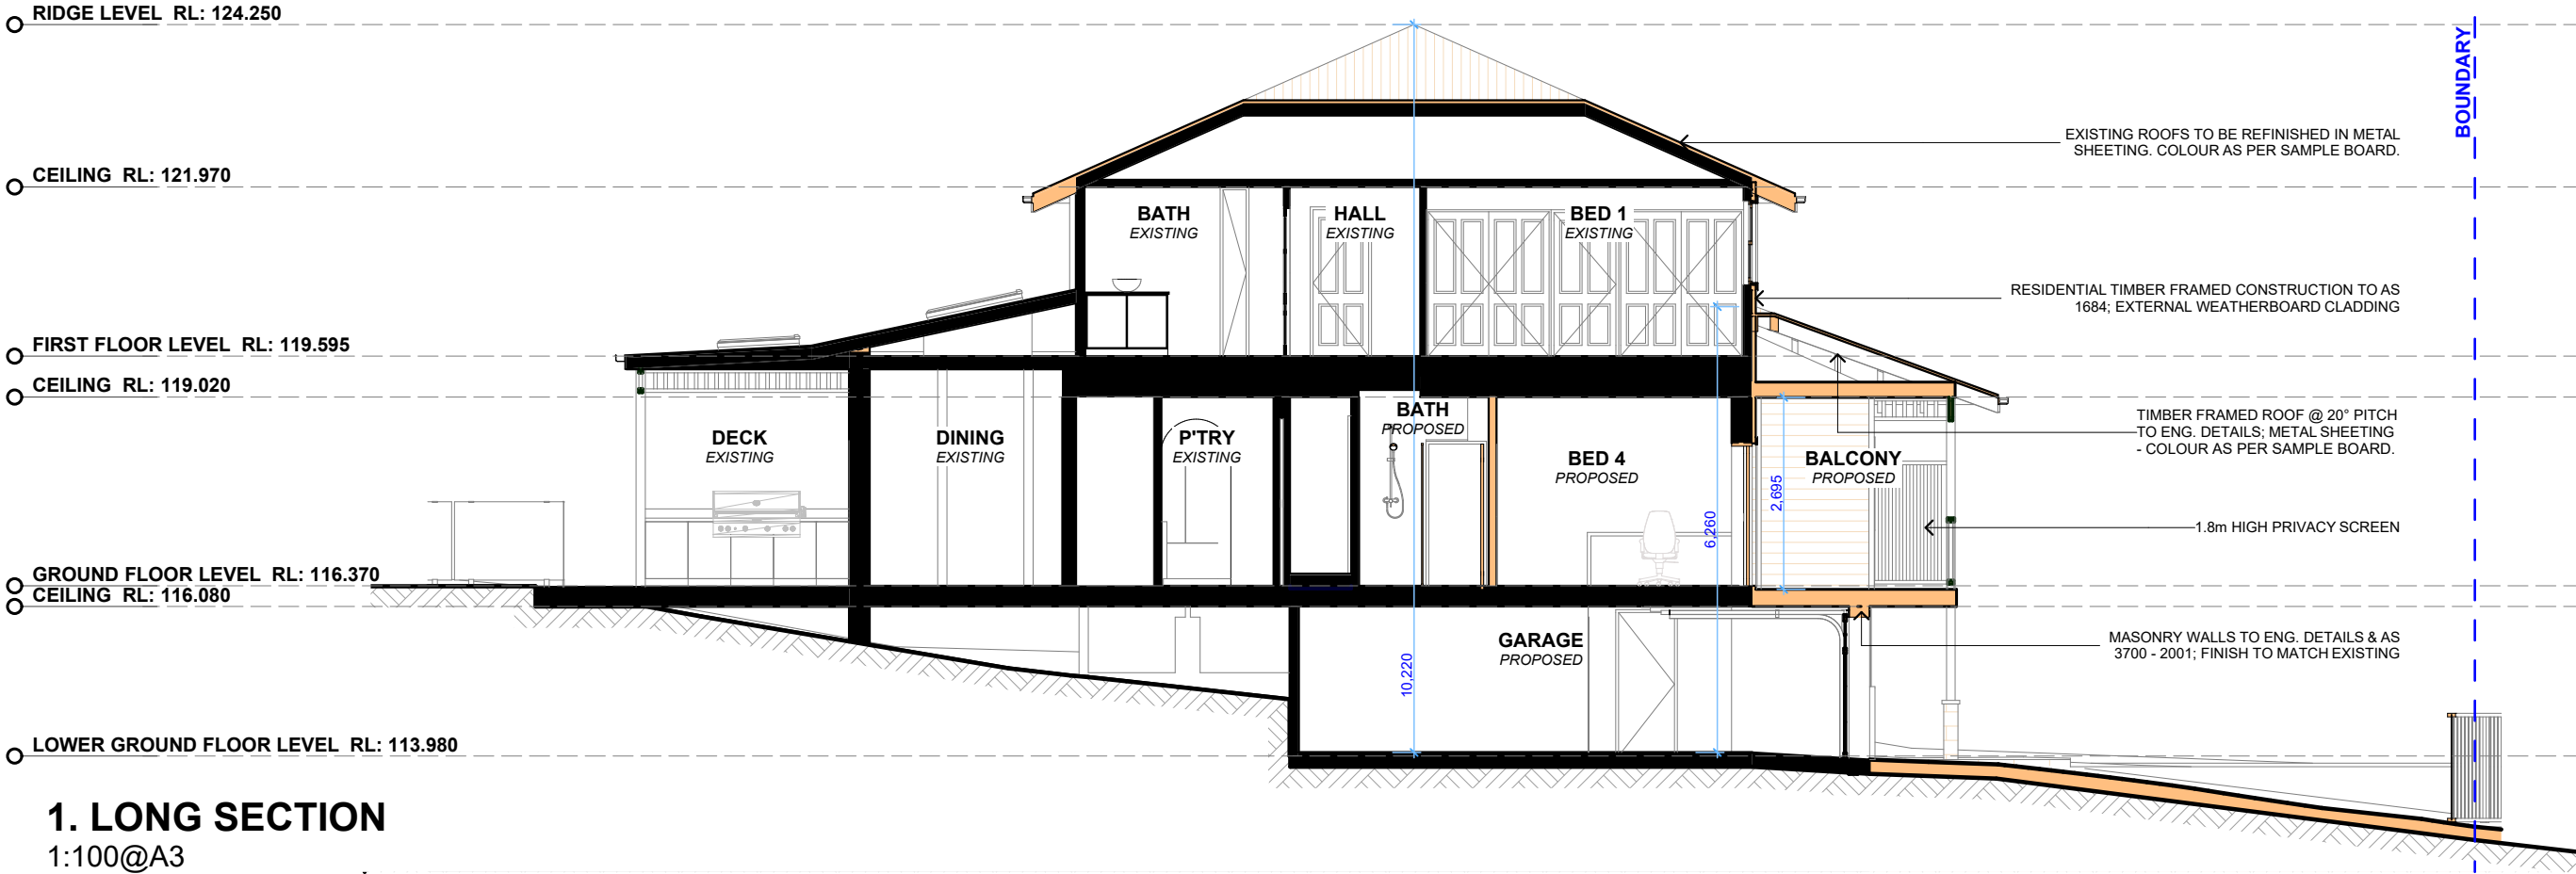 RIDGE LEVEL RL: 124.250
BOUNDARY
EXISTING ROOFS TO BE REFINISHED IN METAL
SHEETING. COLOUR AS PER SAMPLE BOARD.
CEILING RL: 121.970
BATH
EXISTING
HALL
EXISTING
BED 1
EXISTING
RESIDENTIAL TIMBER FRAMED CONSTRUCTION TO AS
1684; EXTERNAL WEATHERBOARD CLADDING
FIRST FLOOR LEVEL RL: 119.595
CEILING RL: 119.020
DECK
EXISTING
DINING
EXISTING
P'TRY
EXISTING
BATH
PROPOSED
BED 4
PROPOSED
BALCONY
PROPOSED
TIMBER FRAMED ROOF @ 20° PITCH
TO ENG. DETAILS; METAL SHEETING
- COLOUR AS PER SAMPLE BOARD.
2,695
6,260
1.8m HIGH PRIVACY SCREEN
GROUND FLOOR LEVEL RL: 116.370
CEILING RL: 116.080
GARAGE
PROPOSED
10,220
MASONRY WALLS TO ENG. DETAILS & AS
3700 - 2001; FINISH TO MATCH EXISTING
LOWER GROUND FLOOR LEVEL RL: 113.980
1. LONG SECTION
1:100@A3